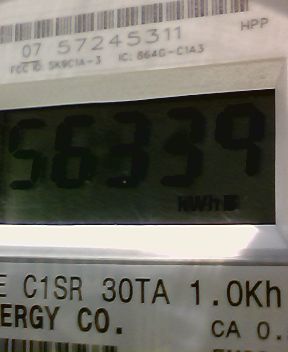 07 57245311
HPP
FCC ID: SK9C1A-3 IC: 864G-C1A3
56339
kWh
E C1SR 30TA 1.0Kh
ERGY CO.
CA 0.